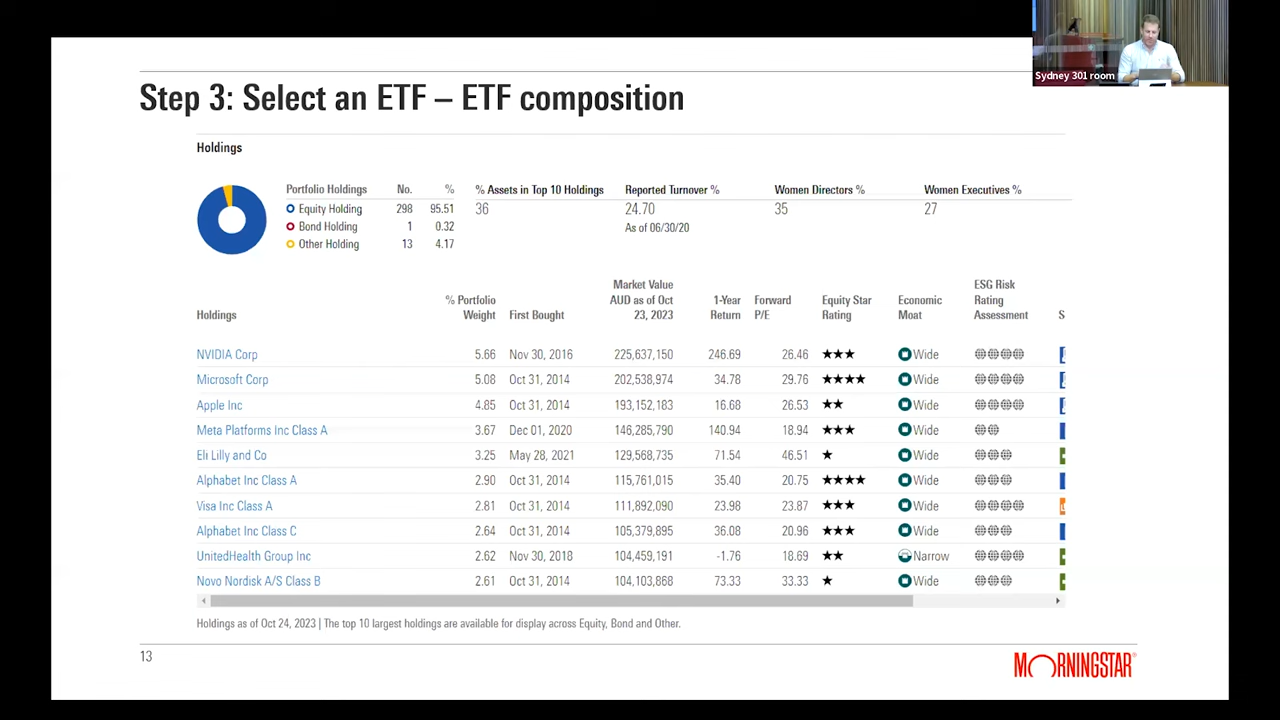 Sydney 301 room
Step 3: Select an ETF – ETF composition
Holdings
Portfolio Holdings No. %
Equity Holding 298 95.51
Bond Holding 1 0.32
Other Holding 13 4.17
% Assets in Top 10 Holdings Reported Turnover % Women Directors % Women Executives %
36 24.70 35 27
As of 06/30/20
Holdings % Portfolio Weight First Bought Market Value AUD as of Oct 23, 2023 1-Year Return Forward P/E Equity Star Rating Economic Moat ESG Risk Rating Assessment S
NVIDIA Corp 5.66 Nov 30, 2016 225,637,150 246.69 26.46 ★★★ Wide
Microsoft Corp 5.08 Oct 31, 2014 202,538,974 34.78 29.76 ★★★★ Wide
Apple Inc 4.85 Oct 31, 2014 193,152,183 16.68 26.53 ★★ Wide
Meta Platforms Inc Class A 3.67 Dec 01, 2020 146,285,790 140.94 18.94 ★★★ Wide
Eli Lilly and Co 3.25 May 28, 2021 129,568,735 71.54 46.51 ★ Wide
Alphabet Inc Class A 2.90 Oct 31, 2014 115,761,015 35.40 20.75 ★★★★ Wide
Visa Inc Class A 2.81 Oct 31, 2014 111,892,090 23.98 23.87 ★★★ Wide
Alphabet Inc Class C 2.64 Oct 31, 2014 105,379,895 36.08 20.96 ★★★ Wide
UnitedHealth Group Inc 2.62 Nov 30, 2018 104,459,191 -1.76 18.69 ★★ Narrow
Novo Nordisk A/S Class B 2.61 Oct 31, 2014 104,103,868 73.33 33.33 ★ Wide
Holdings as of Oct 24, 2023 | The top 10 largest holdings are available for display across Equity, Bond and Other.
13
MORNINGSTAR®